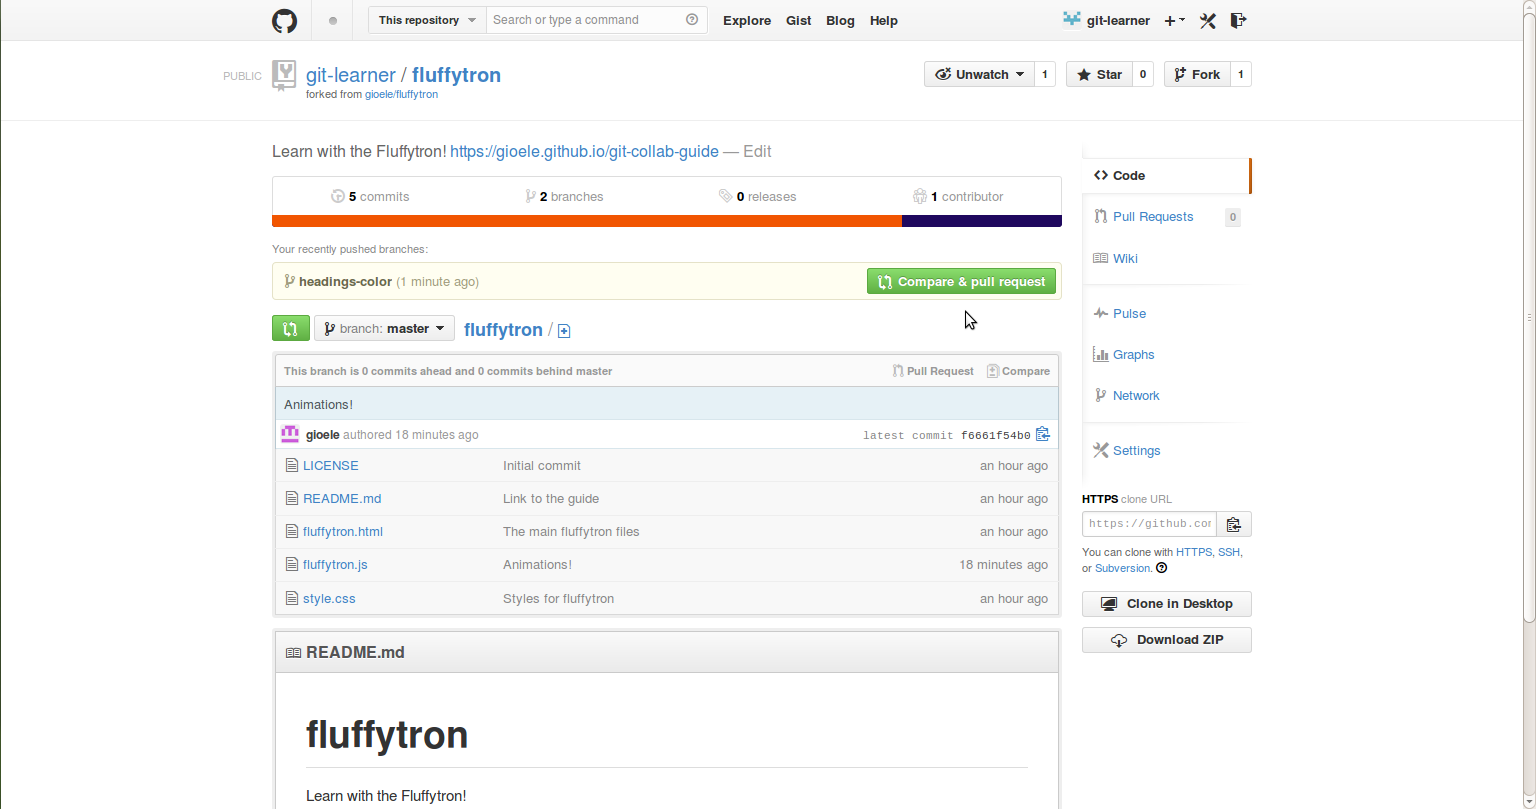 This repository Search or type a command Explore Gist Blog Help git-learner
PUBLIC git-learner / fluffytron
forked from gioele/fluffytron
Unwatch 1 Star 0 Fork 1
Learn with the Fluffytron! https://gioele.github.io/git-collab-guide — Edit
5 commits 2 branches 0 releases 1 contributor
Your recently pushed branches:
headings-color (1 minute ago) Compare & pull request
branch: master fluffytron /
This branch is 0 commits ahead and 0 commits behind master Pull Request Compare
Animations!
gioele authored 18 minutes ago latest commit f6661f54b0
LICENSE Initial commit an hour ago
README.md Link to the guide an hour ago
fluffytron.html The main fluffytron files an hour ago
fluffytron.js Animations! 18 minutes ago
style.css Styles for fluffytron an hour ago
README.md
fluffytron
Learn with the Fluffytron!
Code
Pull Requests 0
Wiki
Pulse
Graphs
Network
Settings
HTTPS clone URL
https://github.con
You can clone with HTTPS, SSH,
or Subversion.
Clone in Desktop
Download ZIP